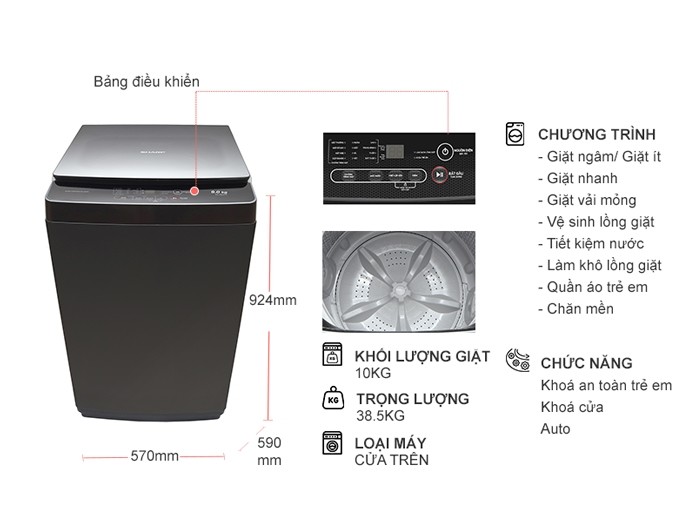 Bảng điều khiển
SHARP
924mm
570mm
590
mm
KHỐI LƯỢNG GIẶT
10KG
KG
TRỌNG LƯỢNG
38.5KG
LOẠI MÁY
CỬA TRÊN
CHƯƠNG TRÌNH
- Giặt ngâm/ Giặt ít
- Giặt nhanh
- Giặt vải mỏng
- Vệ sinh lồng giặt
- Tiết kiệm nước
- Làm khô lồng giặt
- Quần áo trẻ em
- Chăn mền
CHỨC NĂNG
Khoá an toàn trẻ em
Khoá cửa
Auto